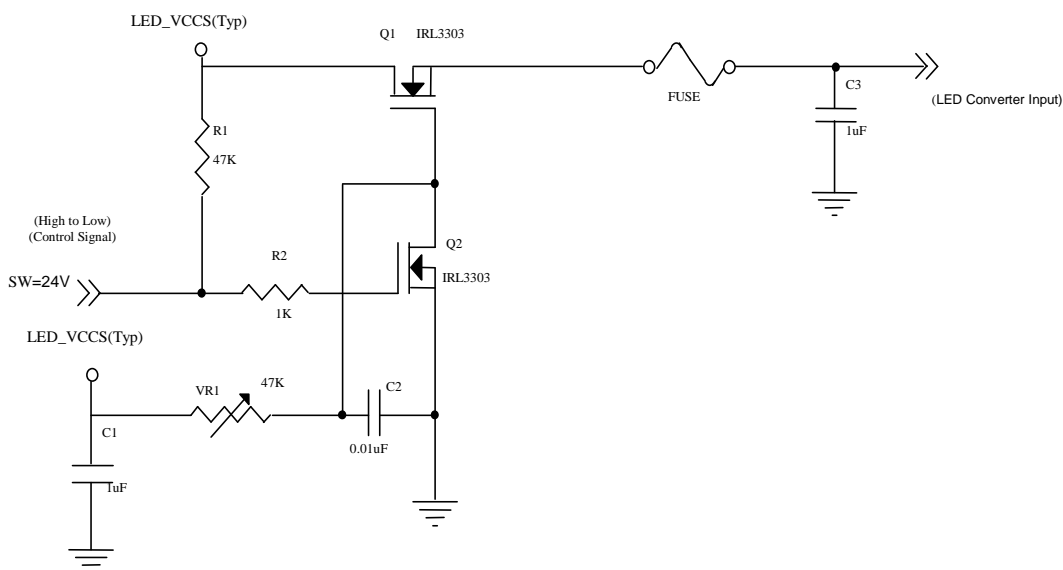 LED_VCCS(Typ)
Q1 IRL3303
FUSE
C3
1uF
(LED Converter Input)
R1
47K
(High to Low)
(Control Signal)
SW=24V
R2
1K
Q2
IRL3303
LED_VCCS(Typ)
VR1
47K
C2
0.01uF
C1
1uF